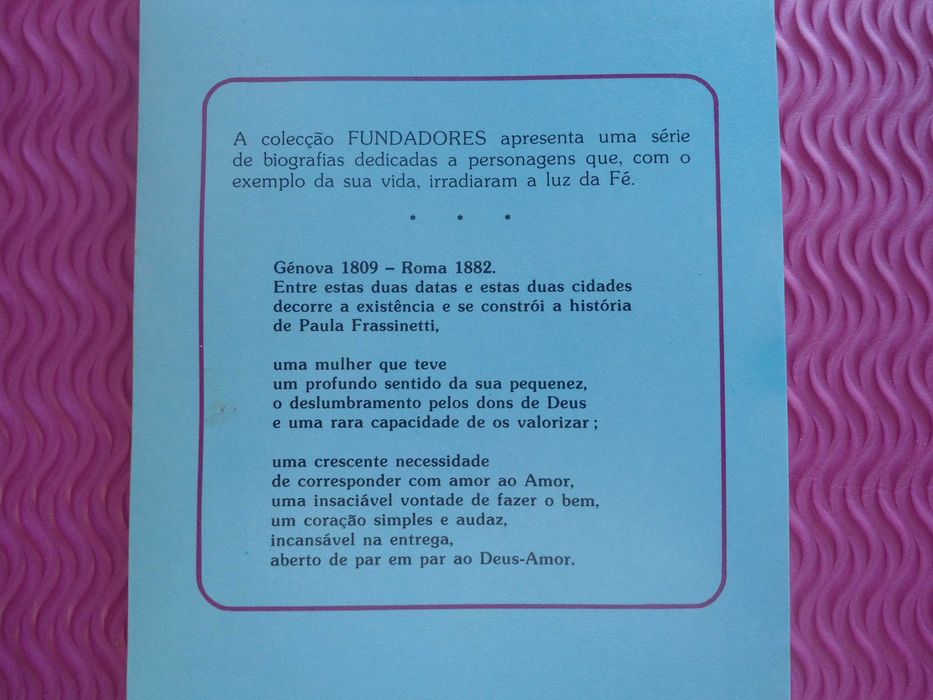 A colecção FUNDADORES apresenta uma série
de biografias dedicadas a personagens que, com o
exemplo da sua vida, irradiaram a luz da Fé.
* * *
Génova 1809 – Roma 1882.
Entre estas duas datas e estas duas cidades
decorre a existência e se constrói a história
de Paula Frassinetti,
uma mulher que teve
um profundo sentido da sua pequenez,
o deslumbramento pelos dons de Deus
e uma rara capacidade de os valorizar ;
uma crescente necessidade
de corresponder com amor ao Amor,
uma insaciável vontade de fazer o bem,
um coração simples e audaz,
incansável na entrega,
aberto de par em par ao Deus-Amor.